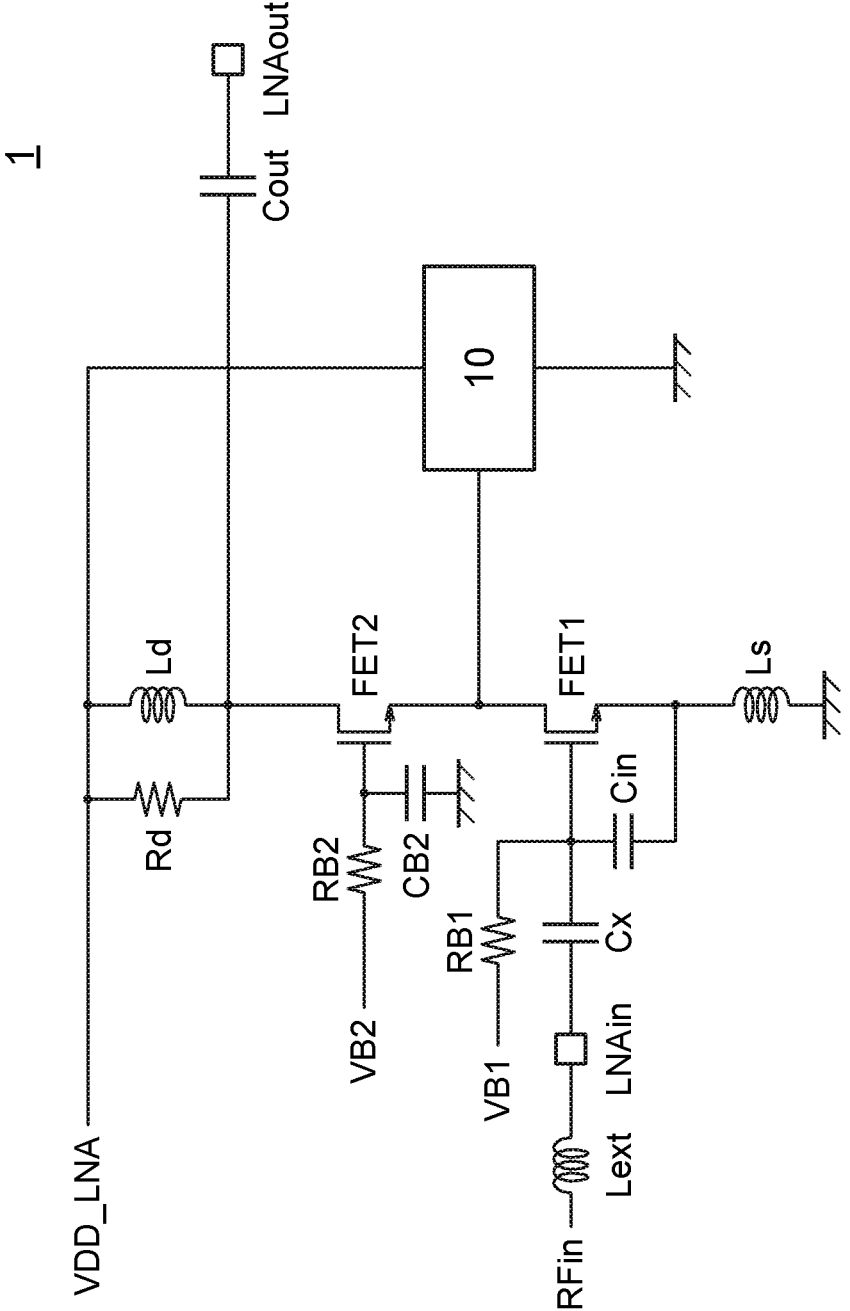 1
VDD_LNA
Rd
Ld
Cout
LNAout
RB2
VB2
CB2
FET2
10
RB1
VB1
FET1
Cin
Cx
RFin
Lext
LNAin
Ls